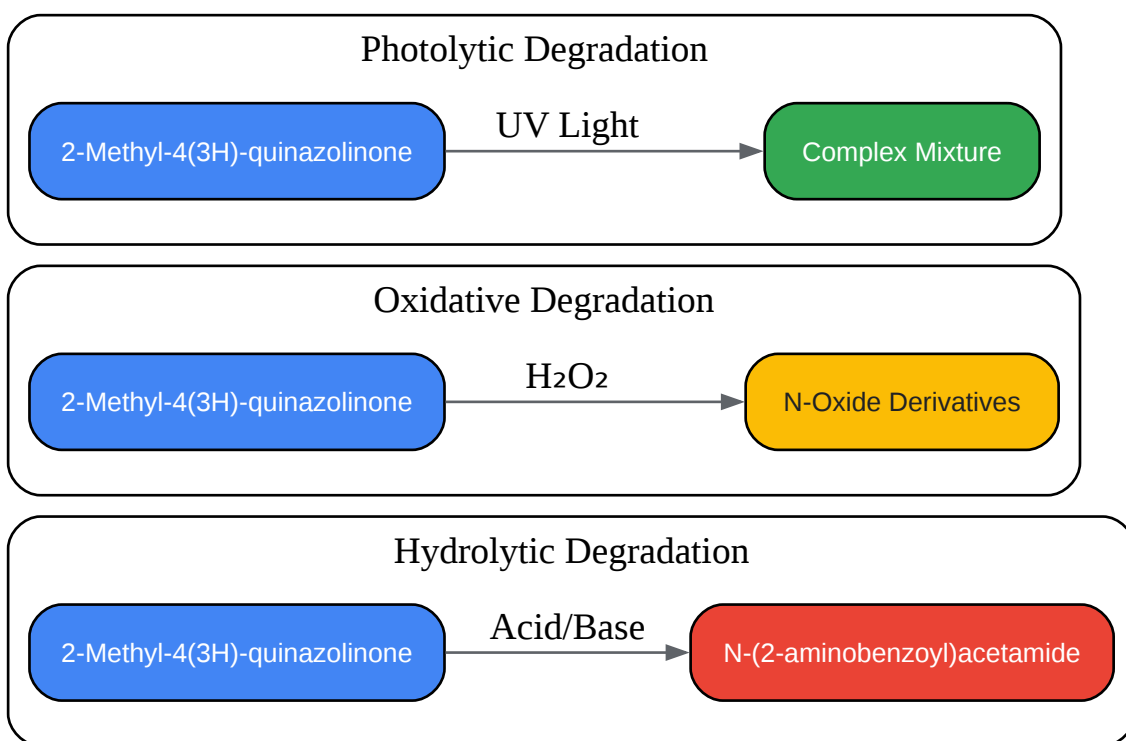 Photolytic Degradation
UV Light
2-Methyl-4(3H)-quinazolinone
Complex Mixture
Oxidative Degradation
H₂O₂
2-Methyl-4(3H)-quinazolinone
N-Oxide Derivatives
Hydrolytic Degradation
Acid/Base
2-Methyl-4(3H)-quinazolinone
N-(2-aminobenzoyl)acetamide